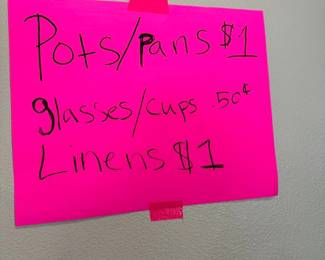 Pots/Pans $1
glasses/cups .50¢
Linens $1